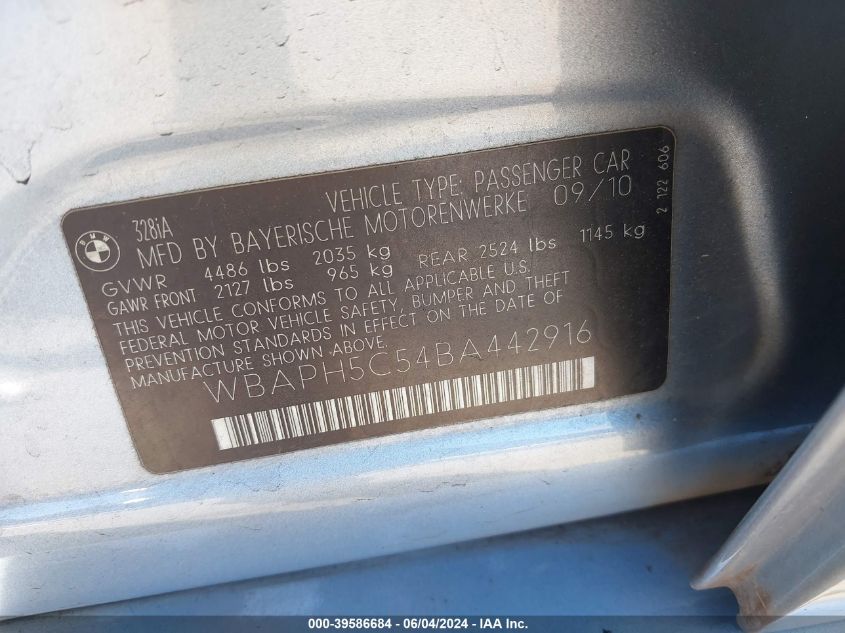 BMW
328iA
VEHICLE TYPE: PASSENGER CAR
MFD BY BAYERISCHE MOTORENWERKE 09/10
GVWR 4486 lbs 2035 kg
GAWR FRONT 2127 lbs 965 kg REAR 2524 lbs 1145 kg
THIS VEHICLE CONFORMS TO ALL APPLICABLE U.S.
FEDERAL MOTOR VEHICLE SAFETY, BUMPER AND THEFT
PREVENTION STANDARDS IN EFFECT ON THE DATE OF
MANUFACTURE SHOWN ABOVE.
WBAPH5C54BA442916
2 122 606
000-39586684 - 06/04/2024 - IAA Inc.